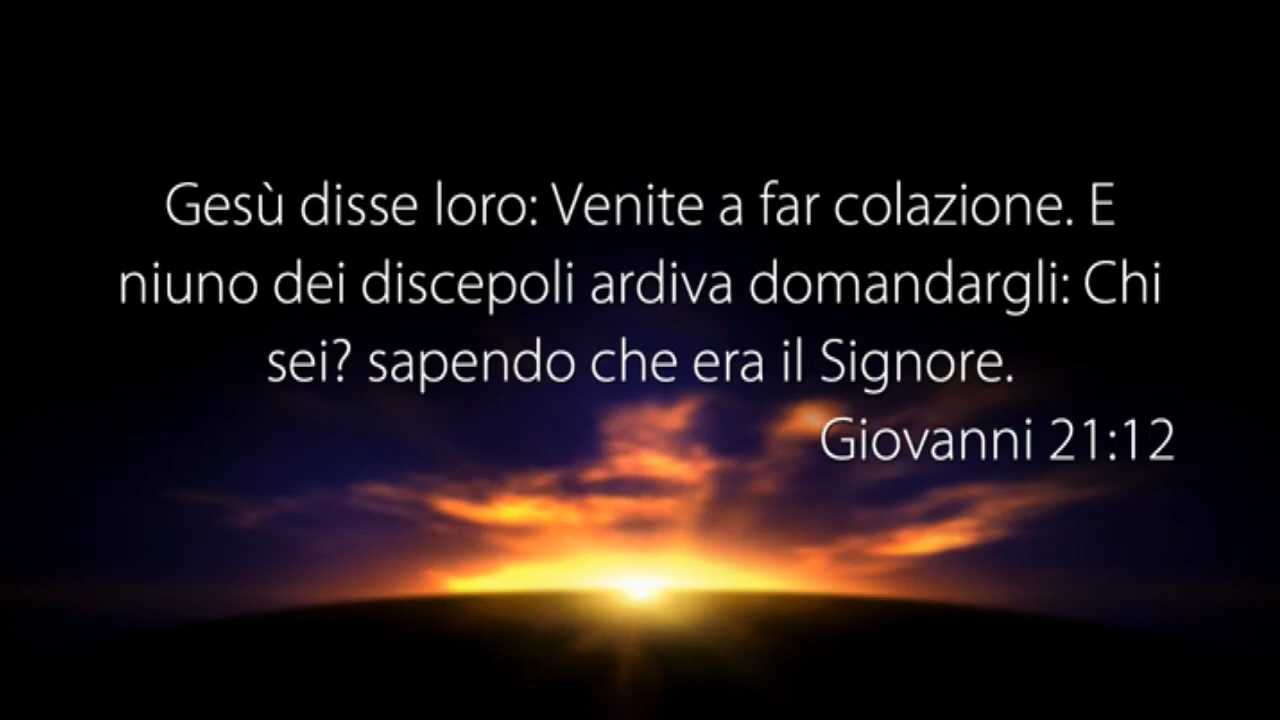 Gesù disse loro: Venite a far colazione. E
niuno dei discepoli ardiva domandargli: Chi
sei? sapendo che era il Signore.
Giovanni 21:12